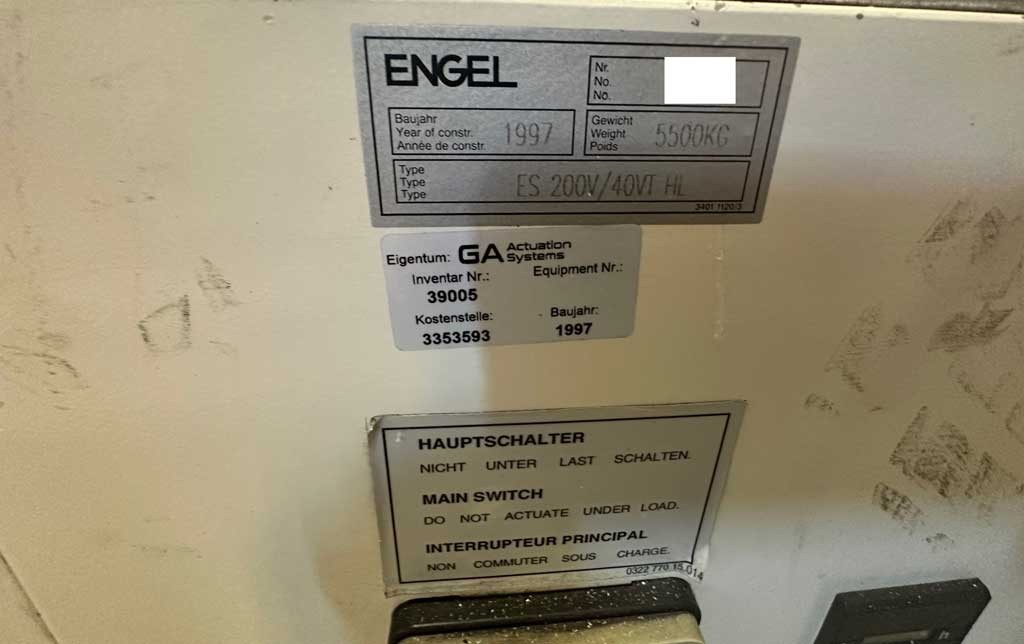 ENGEL
Nr.
No.
No.
Baujahr
Year of constr.
Année de constr.
1997
Gewicht
Weight
Poids
5500KG
Type
Type
Type
ES 200V/40VT HL
3401 1120/3
Eigentum: GA Actuation Systems
Inventar Nr.:
39005
Equipment Nr.:
Kostenstelle:
3353593
Baujahr:
1997
HAUPTSCHALTER
NICHT UNTER LAST SCHALTEN.
MAIN SWITCH
DO NOT ACTUATE UNDER LOAD.
INTERRUPTEUR PRINCIPAL
NON COMMUTER SOUS CHARGE.
0322 770 15.014
h